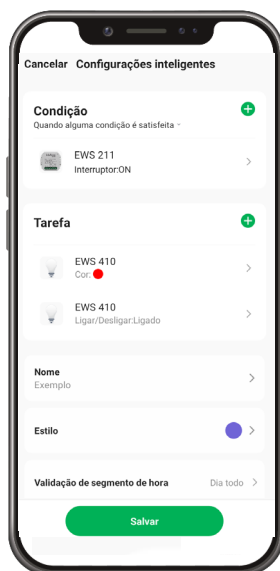 Cancelar Configurações inteligentes
Condição
Quando alguma condição é satisfeita
EWS 211
Interruptor:ON
Tarefa
EWS 410
Cor:
EWS 410
Ligar/Desligar:Ligado
Nome
Exemplo
Estilo
Validação de segmento de hora Dia todo
Salvar